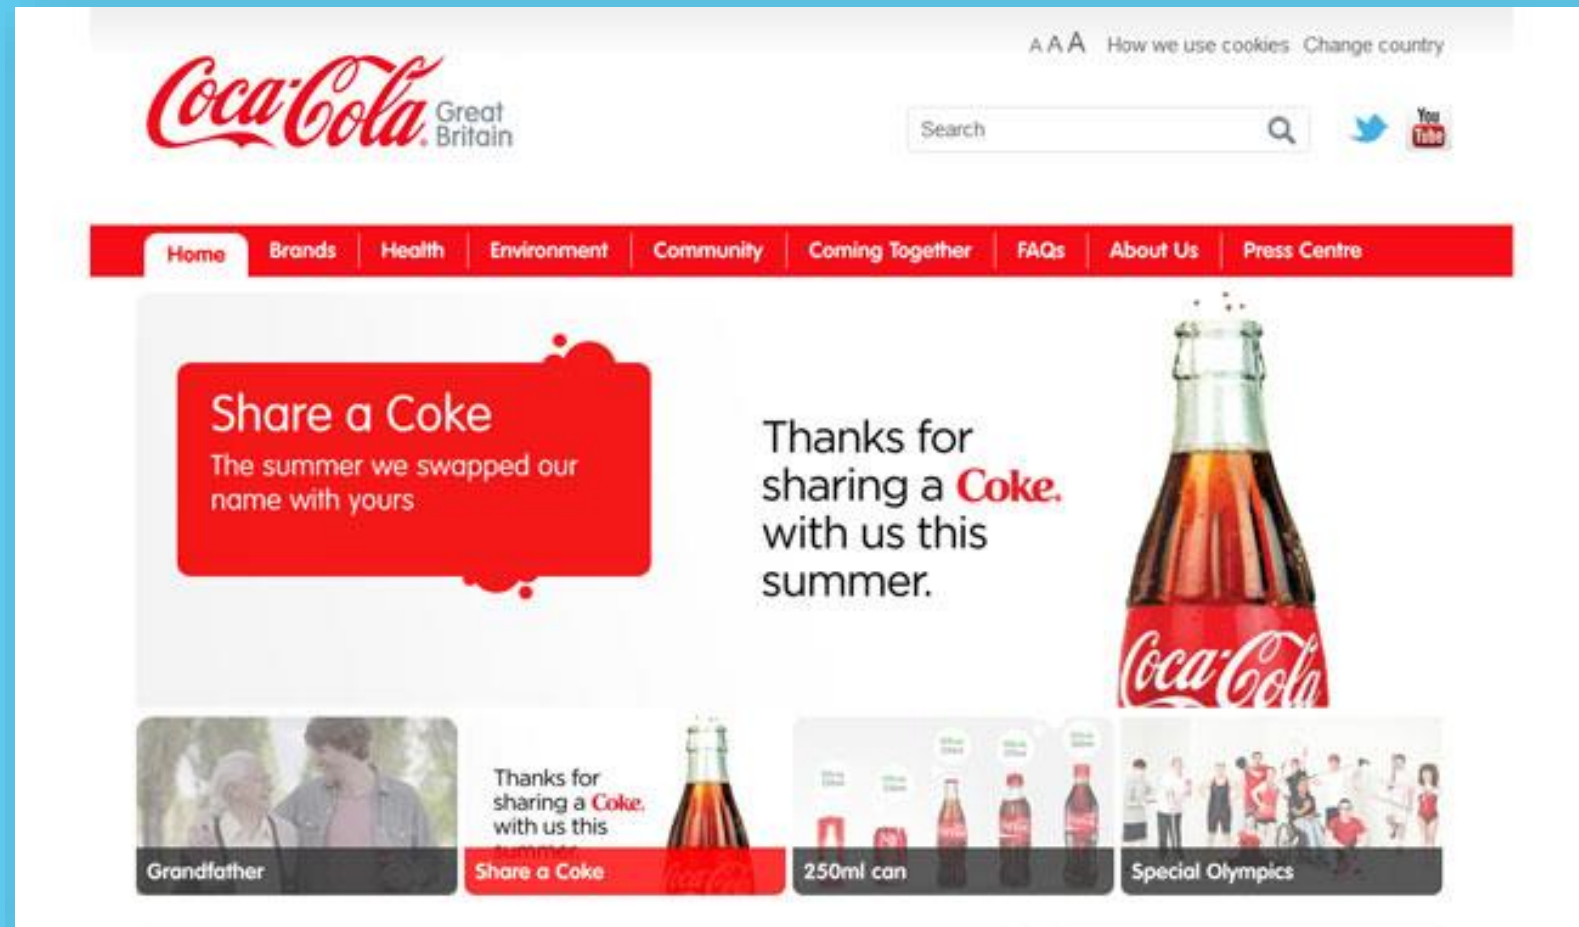 A A A How we use cookies Change country
Coca-Cola Great
Britain
Search
You
Tube
Home Brands Health Environment Community Coming Together FAQs About Us Press Centre
Share a Coke
The summer we swapped our
name with yours
Thanks for
sharing a Coke.
with us this
summer.
Coca-Cola
Thanks for
sharing a Coke.
with us this
summer.
Grandfather
Share a Coke
250ml can
Special Olympics